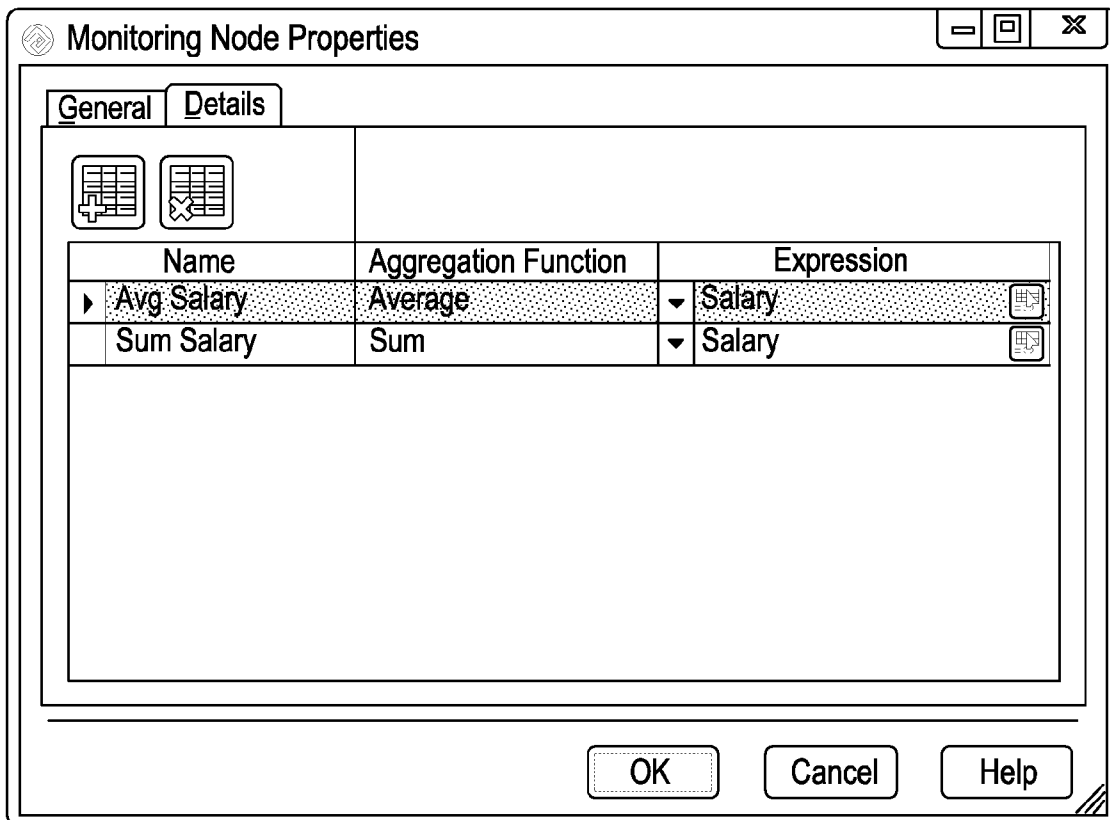 Monitoring Node Properties
General Details
Name Aggregation Function Expression
Avg Salary Average Salary
Sum Salary Sum Salary
OK Cancel Help